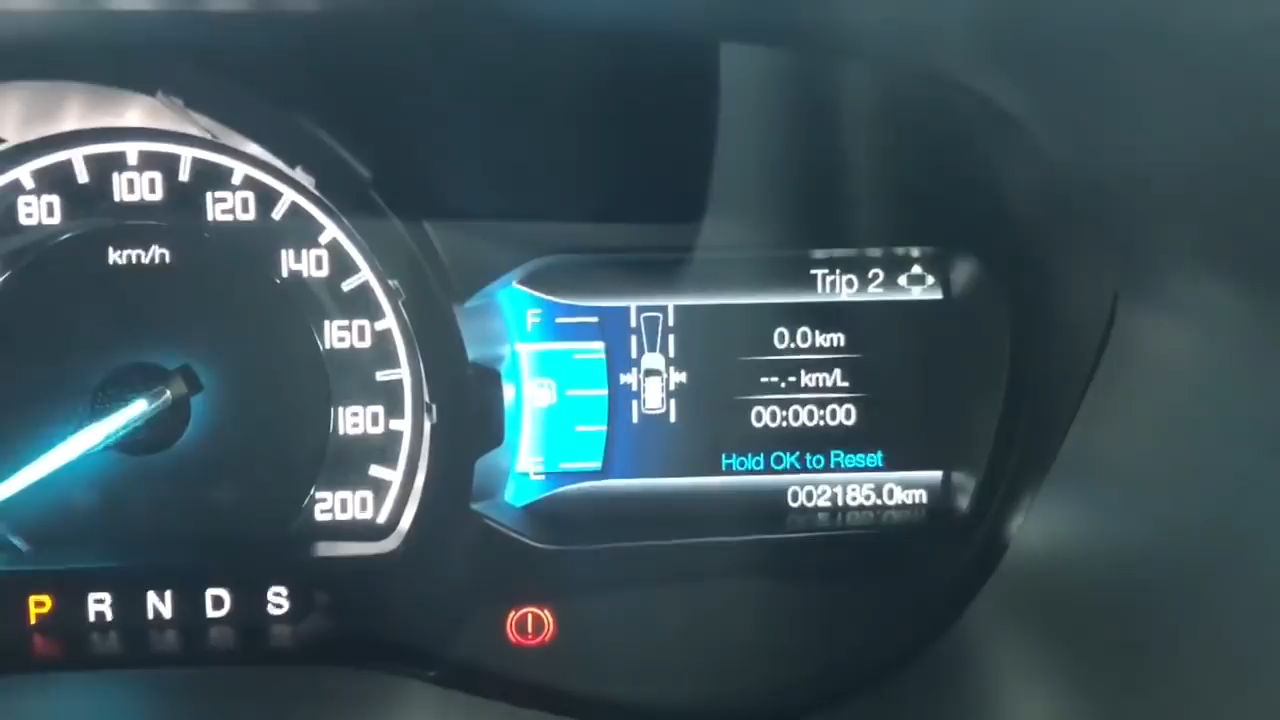 80
100
120
140
160
180
200
km/h
P R N D S
Trip 2
F
E
0.0 km
--.- km/L
00:00:00
Hold OK to Reset
002185.0km